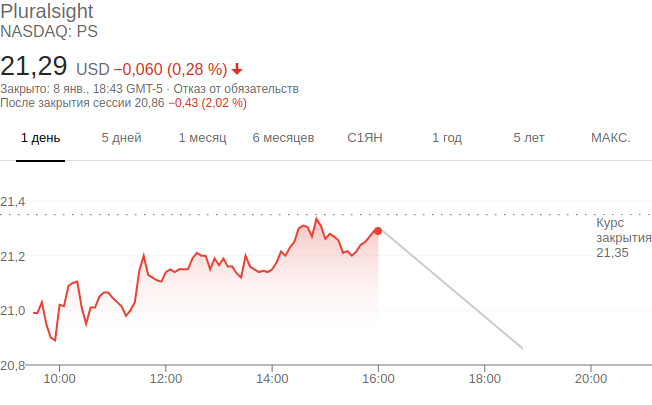 Pluralsight
NASDAQ: PS
21,29 USD −0,060 (0,28 %)
Закрыто: 8 янв., 18:43 GMT-5 · Отказ от обязательств
После закрытия сессии 20,86 −0,43 (2,02 %)
1 день 5 дней 1 месяц 6 месяцев С1ЯН 1 год 5 лет МАКС.
21,4
Курс
закрытия
21,35
21,2
21,0
20,8
10:00 12:00 14:00 16:00 18:00 20:00